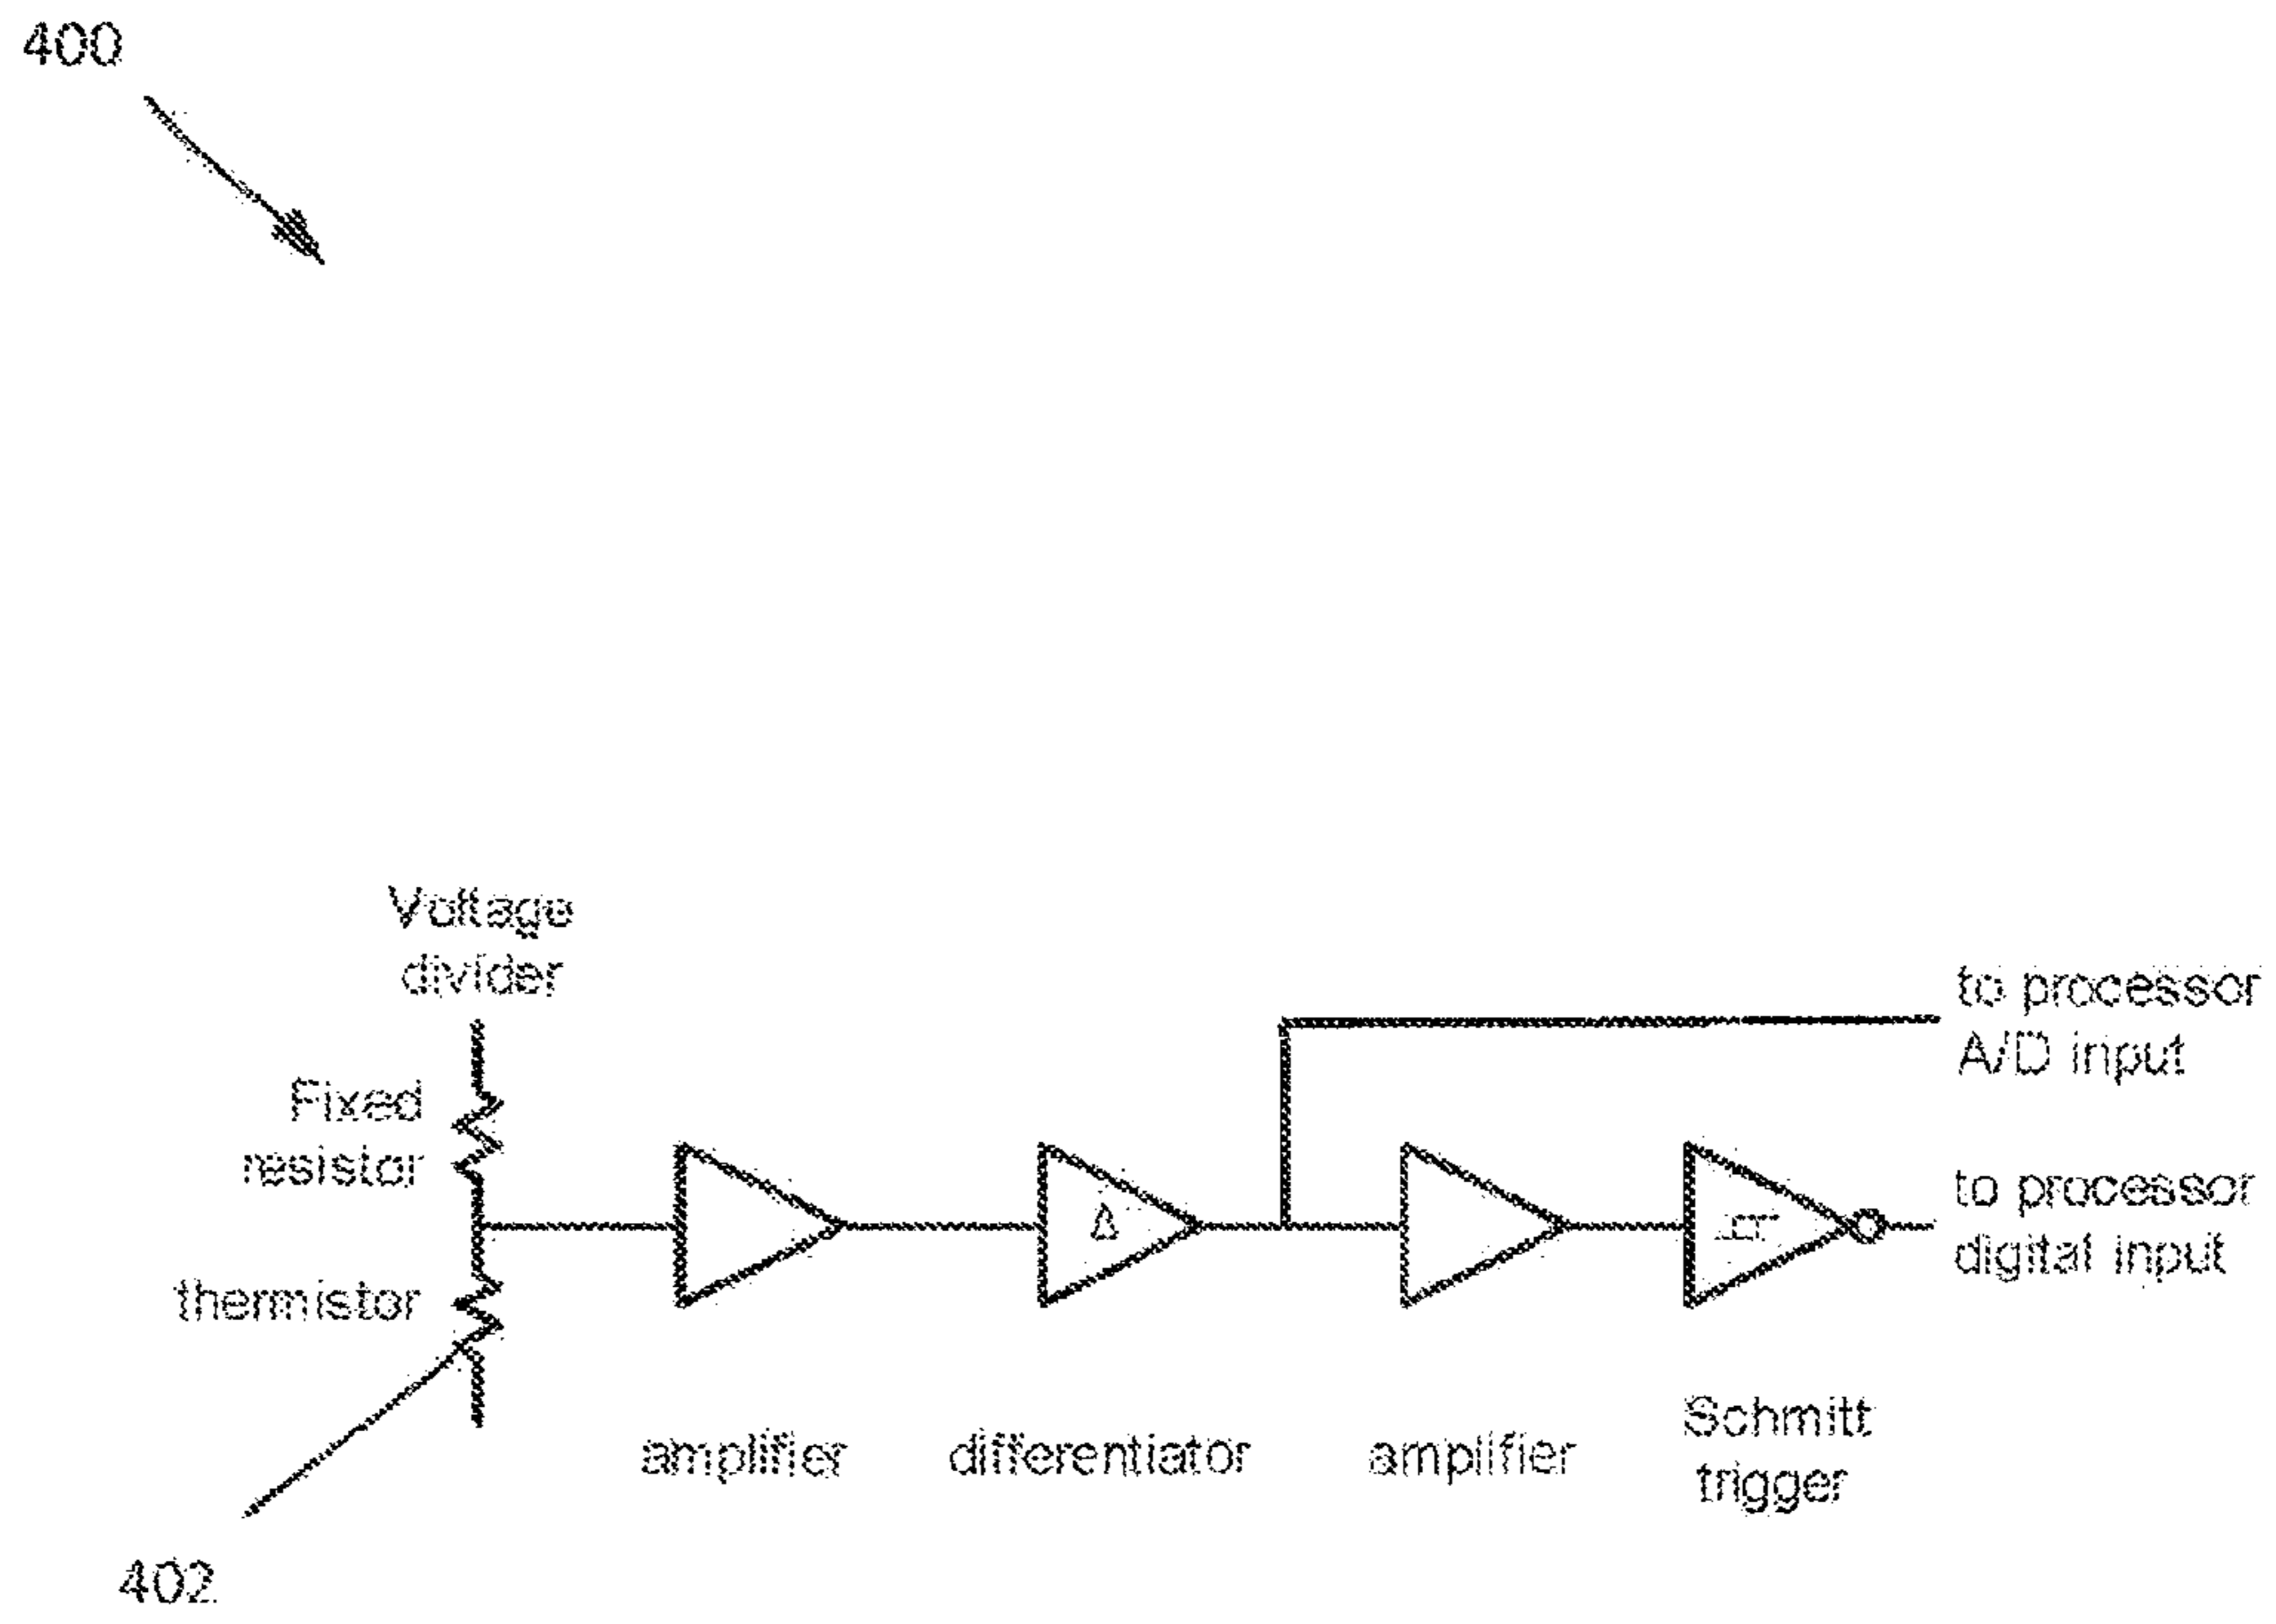 400
Voltage
divider
to processor
A/D input
Fixed
resistor
to processor
digital input
thermistor
Δ
amplifier
differentiator
amplifier
Schmitt
trigger
402